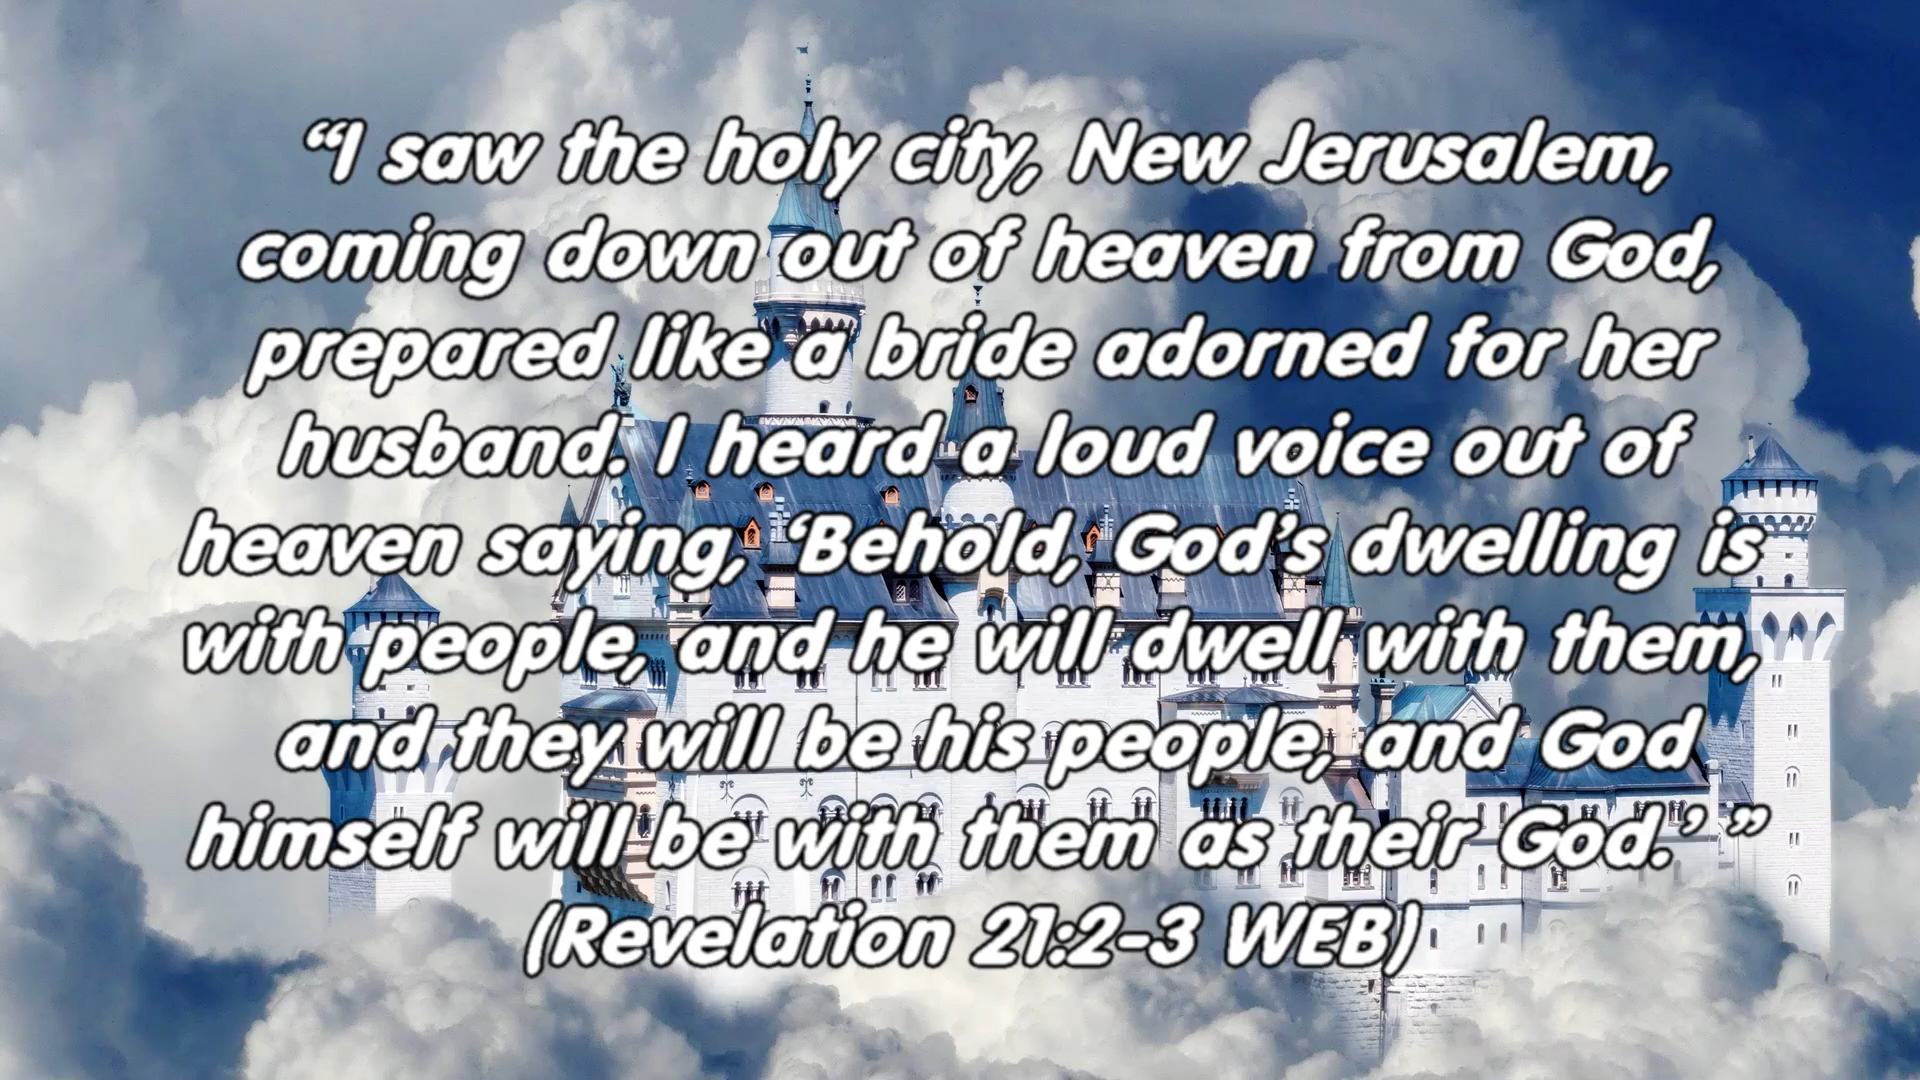 “I saw the holy city, New Jerusalem,
coming down out of heaven from God,
prepared like a bride adorned for her
husband. I heard a loud voice out of
heaven saying, ‘Behold, God’s dwelling is
with people, and he will dwell with them,
and they will be his people, and God
himself will be with them as their God.’ ”
(Revelation 21:2-3 WEB)